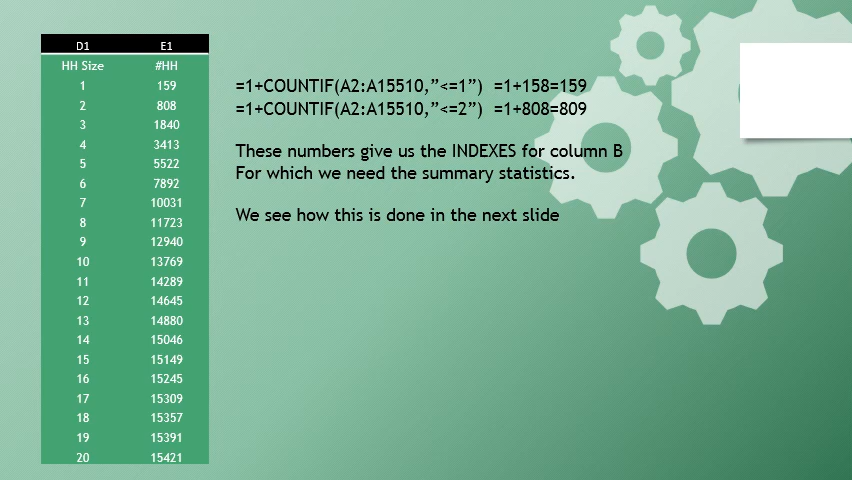 D1 E1
HH Size #HH
1 159
2 808
3 1840
4 3413
5 5522
6 7892
7 10031
8 11723
9 12940
10 13769
11 14289
12 14645
13 14880
14 15046
15 15149
16 15245
17 15309
18 15357
19 15391
20 15421
=1+COUNTIF(A2:A15510,”<=1”) =1+158=159
=1+COUNTIF(A2:A15510,”<=2”) =1+808=809
These numbers give us the INDEXES for column B
For which we need the summary statistics.
We see how this is done in the next slide